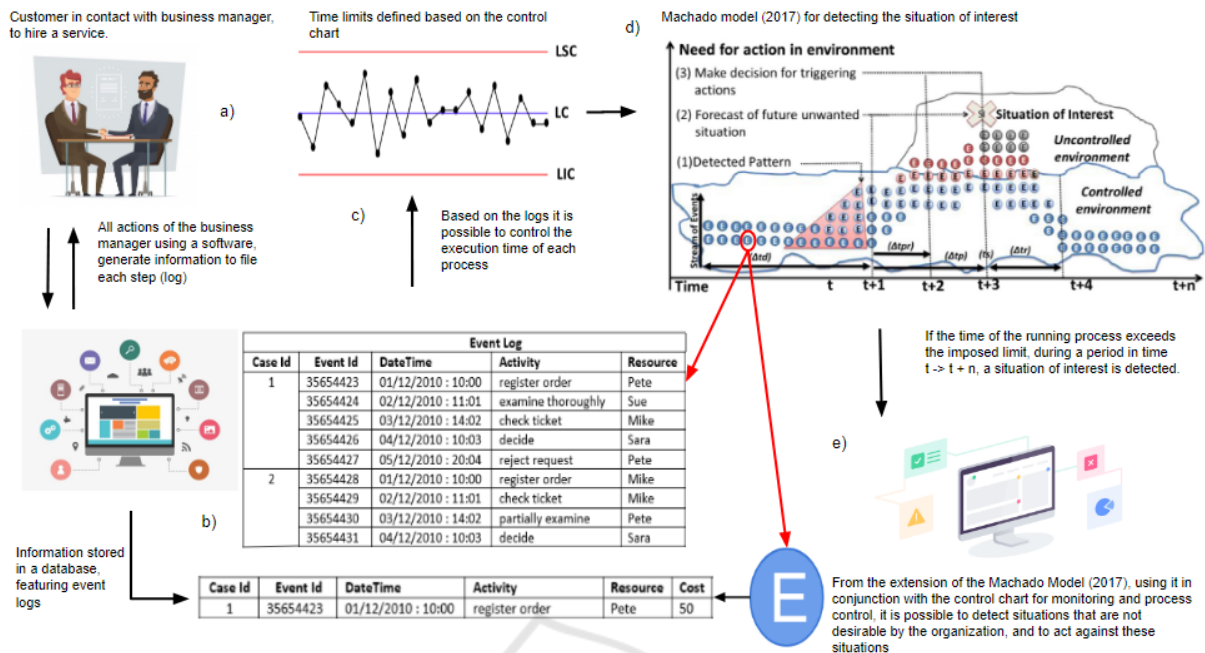 Customer in contact with business manager,
to hire a service.
a)
Time limits defined based on the control
chart
LSC
LC
LIC
c)
Based on the logs it is
possible to control the
execution time of each
process
All actions of the business
manager using a software,
generate information to file
each step (log)
d)
Machado model (2017) for detecting the situation of interest
Need for action in environment
(3) Make decision for triggering
actions
(2) Forecast of future unwanted
situation
(1)Detected Pattern
Situation of Interest
Uncontrolled
environment
Controlled
environment
Stream of Events
(Δtd)
(Δtpr)
(Δtp)
(ts)
(Δtr)
Time t t+1 t+2 t+3 t+4 t+n
If the time of the running process exceeds
the imposed limit, during a period in time
t -> t + n, a situation of interest is detected.
e)
Event Log
Case Id Event Id DateTime Activity Resource
1 35654423 01/12/2010 : 10:00 register order Pete
35654424 02/12/2010 : 11:01 examine thoroughly Sue
35654425 03/12/2010 : 14:02 check ticket Mike
35654426 04/12/2010 : 10:03 decide Sara
35654427 05/12/2010 : 20:04 reject request Pete
2 35654428 01/12/2010 : 10:00 register order Mike
35654429 02/12/2010 : 11:01 check ticket Mike
35654430 03/12/2010 : 14:02 partially examine Pete
35654431 04/12/2010 : 10:03 decide Sara
b)
Information stored
in a database,
featuring event
logs
Case Id Event Id DateTime Activity Resource Cost
1 35654423 01/12/2010 : 10:00 register order Pete 50
E
From the extension of the Machado Model (2017), using it in
conjunction with the control chart for monitoring and process
control, it is possible to detect situations that are not
desirable by the organization, and to act against these
situations